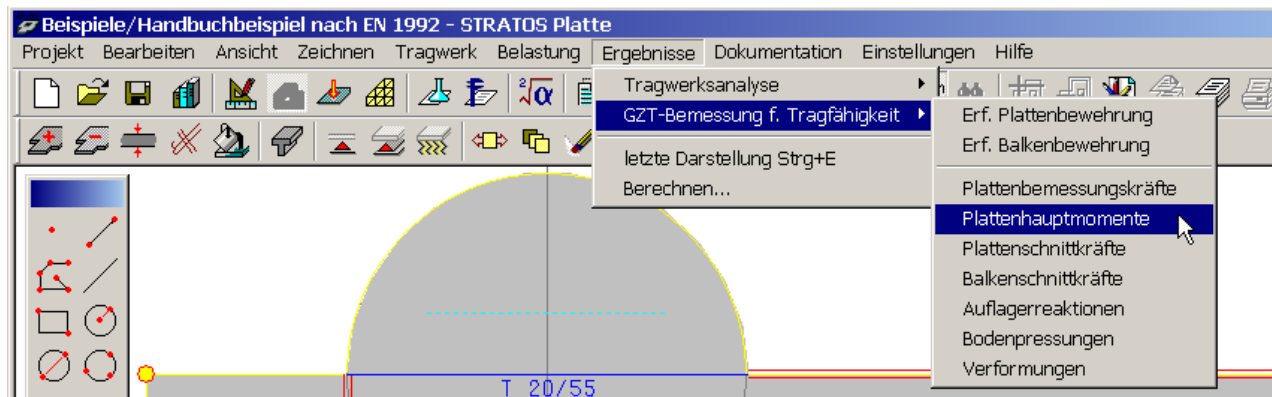 Beispiele/Handbuchbeispiel nach EN 1992 - STRATOS Platte
Projekt Bearbeiten Ansicht Zeichnen Tragwerk Belastung Ergebnisse Dokumentation Einstellungen Hilfe
Tragwerksanalyse
GZT-Bemessung f. Tragfähigkeit
letzte Darstellung Strg+E
Berechnen...
Erf. Plattenbewehrung
Erf. Balkenbewehrung
Plattenbemessungskräfte
Plattenhauptmomente
Plattenschnittkräfte
Balkenschnittkräfte
Auflagerreaktionen
Bodenpressungen
Verformungen
T 20/55